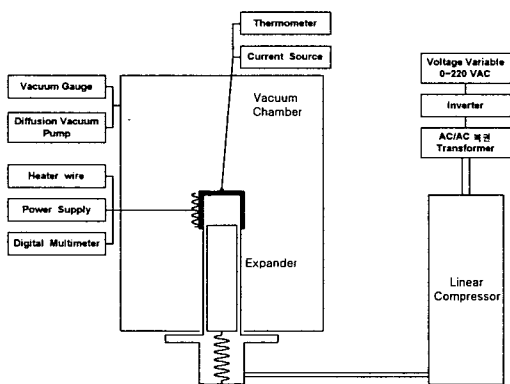 Thermometer
Current Source
Vacuum Gauge
Diffusion Vacuum
Pump
Heater wire
Power Supply
Digital Multimeter
Vacuum
Chamber
Expander
Voltage Variable
0-220 VAC
Inverter
AC/AC 복권
Transformer
Linear
Compressor